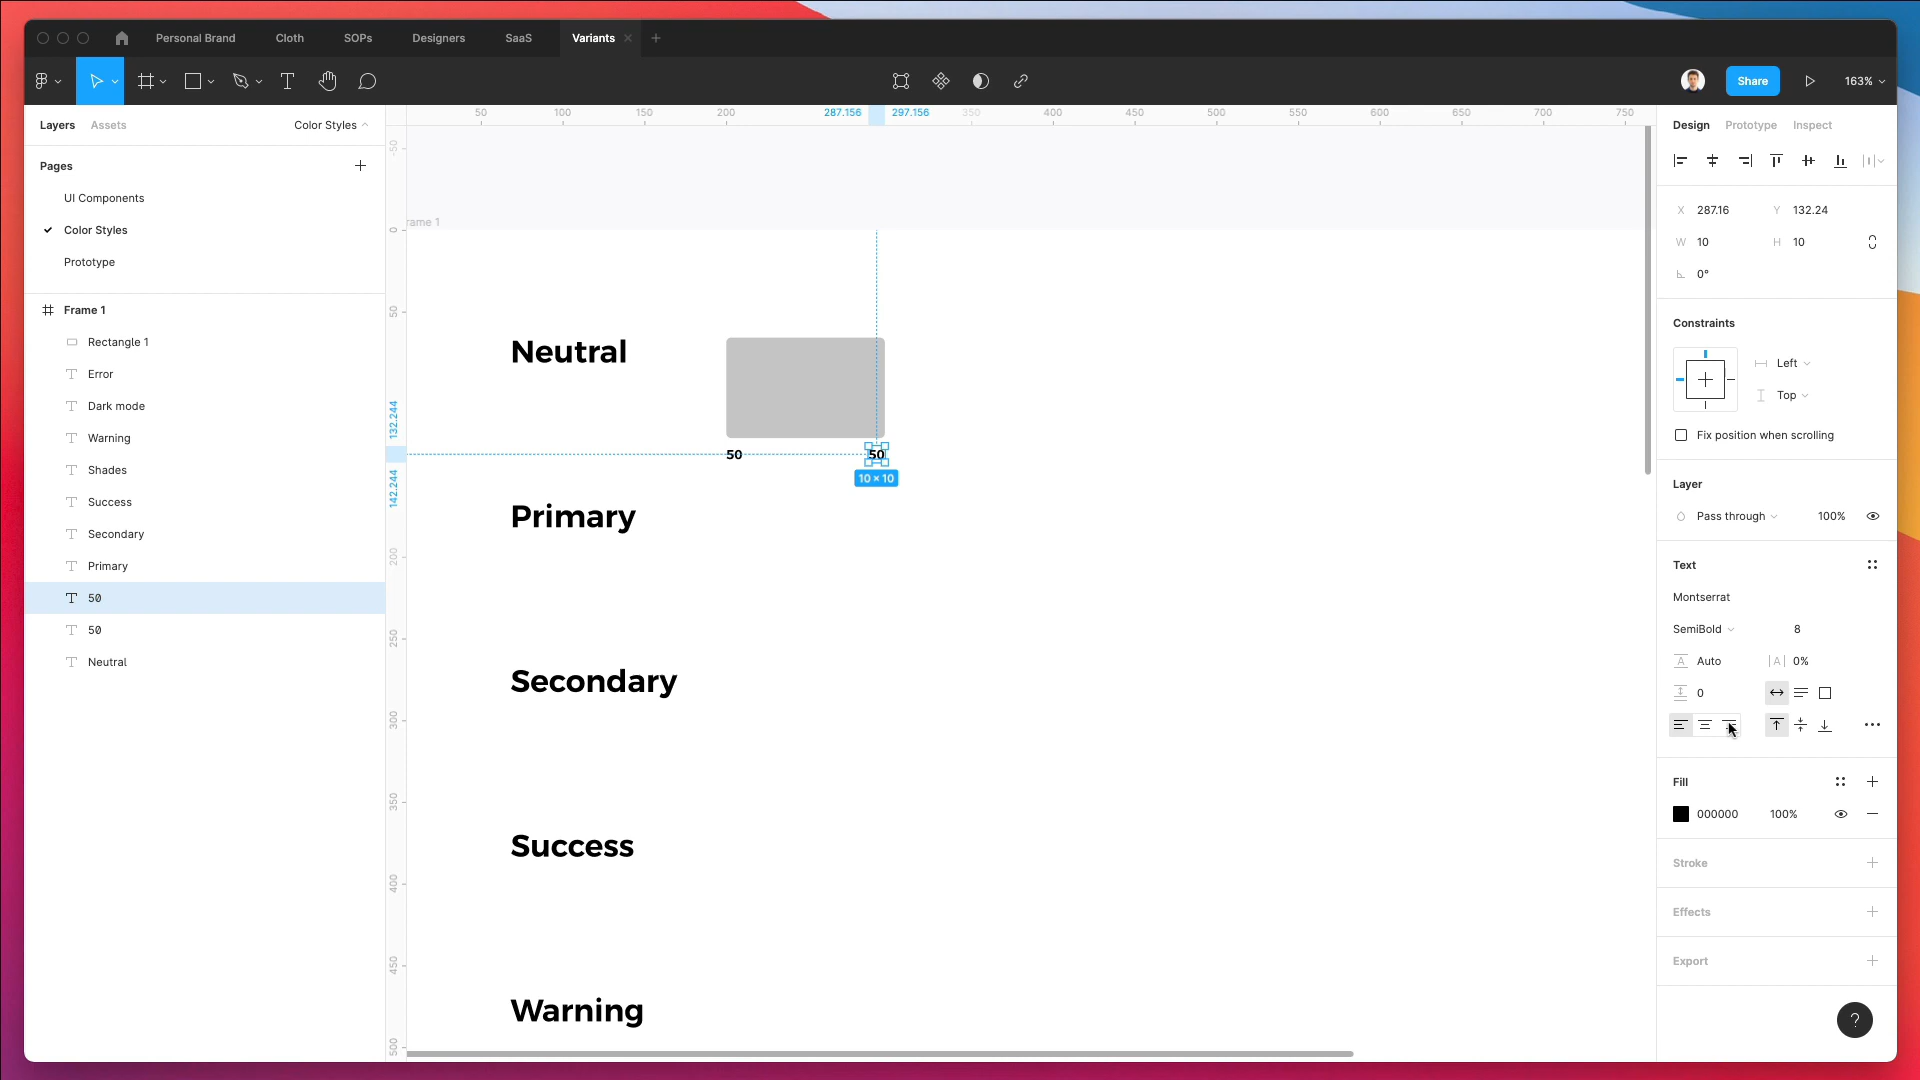 Personal Brand Cloth SOPs Designers SaaS Variants
Share 163%
Layers Assets Color Styles
Pages
UI Components
Color Styles
Prototype
Frame 1
Rectangle 1
Error
Dark mode
Warning
Shades
Success
Secondary
Primary
50
50
Neutral
50 100 150 200 287.156 297.156 350 400 450 500 550 600 650 700 750
-50
0
50
132.244
142.244
200
250
300
350
400
450
500
rame 1
Neutral
50 50
10 × 10
Primary
Secondary
Success
Warning
Design Prototype Inspect
X 287.16 Y 132.24
W 10 H 10
0°
Constraints
Left
Top
Fix position when scrolling
Layer
Pass through 100%
Text
Montserrat
SemiBold 8
A Auto |A| 0%
0
Fill
000000 100%
Stroke
Effects
Export
?